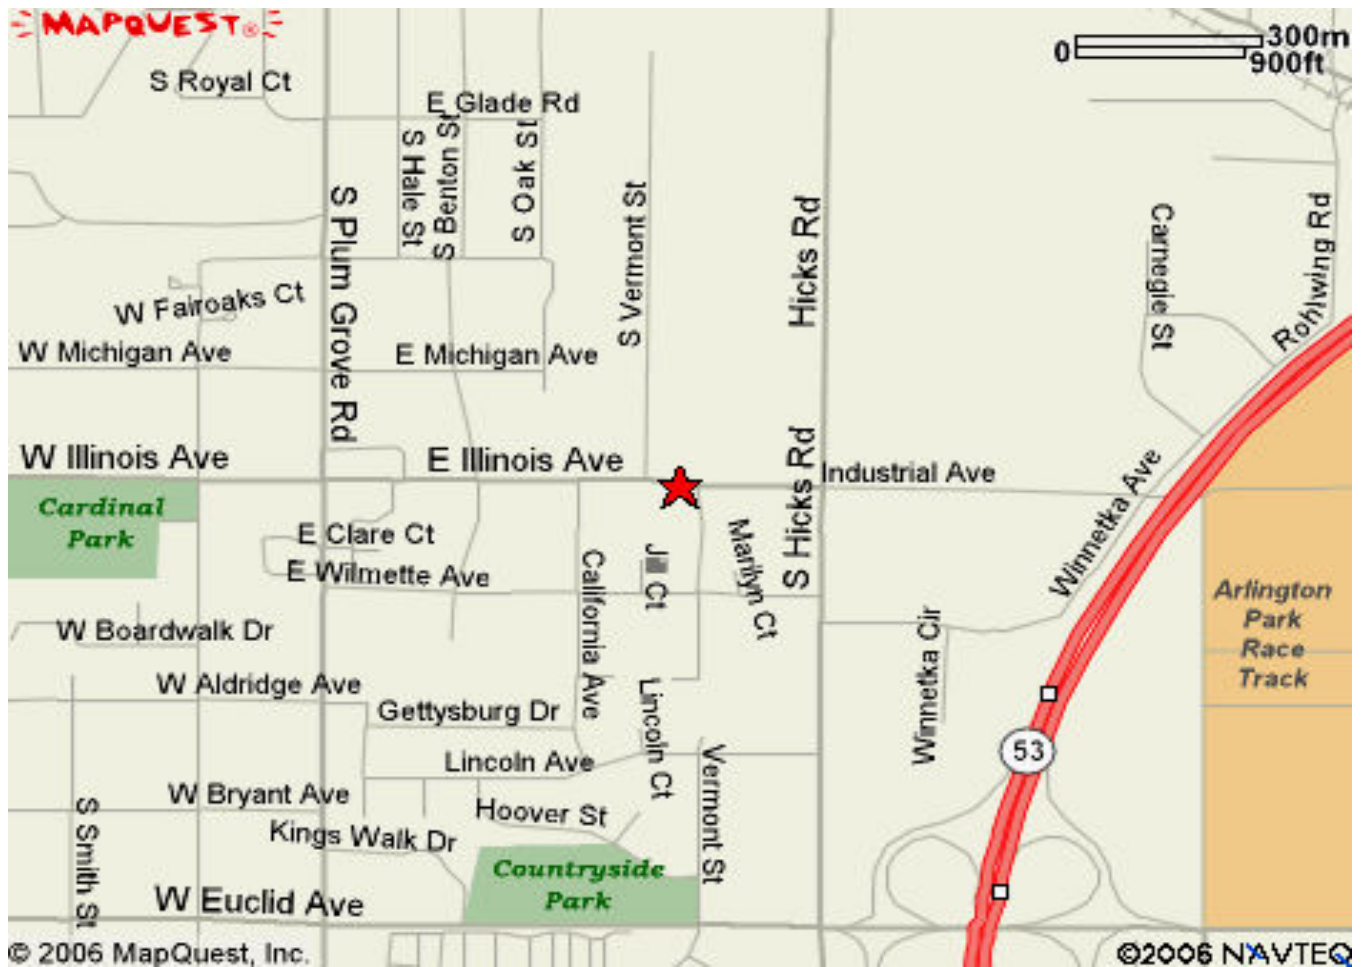 MAPQUEST®
0 300m
900ft
S Royal Ct
E Glade Rd
S Hale St
S Benton St
S Oak St
S Plum Grove Rd
S Vermont St
Hicks Rd
Carnegie St
Rohlwing Rd
W Fairoaks Ct
W Michigan Ave
E Michigan Ave
W Illinois Ave
E Illinois Ave
S Hicks Rd
Industrial Ave
Winnetka Ave
Cardinal
Park
E Clare Ct
E Wilmette Ave
California Ave
Jill Ct
Marilyn Ct
Arlington
Park
Race
Track
W Boardwalk Dr
Winnetka Cir
W Aldridge Ave
Gettysburg Dr
Lincoln Ct
53
Lincoln Ave
Vermont St
W Bryant Ave
Hoover St
S Smith St
Kings Walk Dr
Countryside
Park
W Euclid Ave
© 2006 MapQuest, Inc.
©2006 NAVTEQ